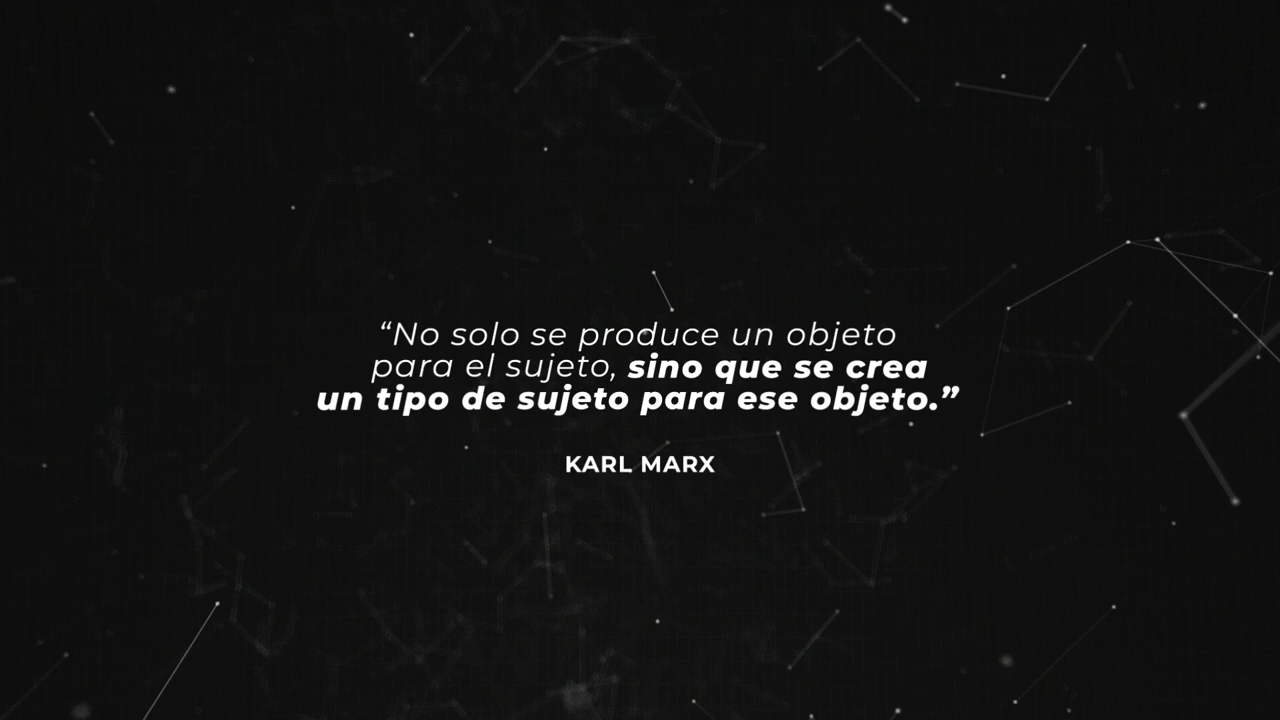 “No solo se produce un objeto
para el sujeto, sino que se crea
un tipo de sujeto para ese objeto.”
KARL MARX